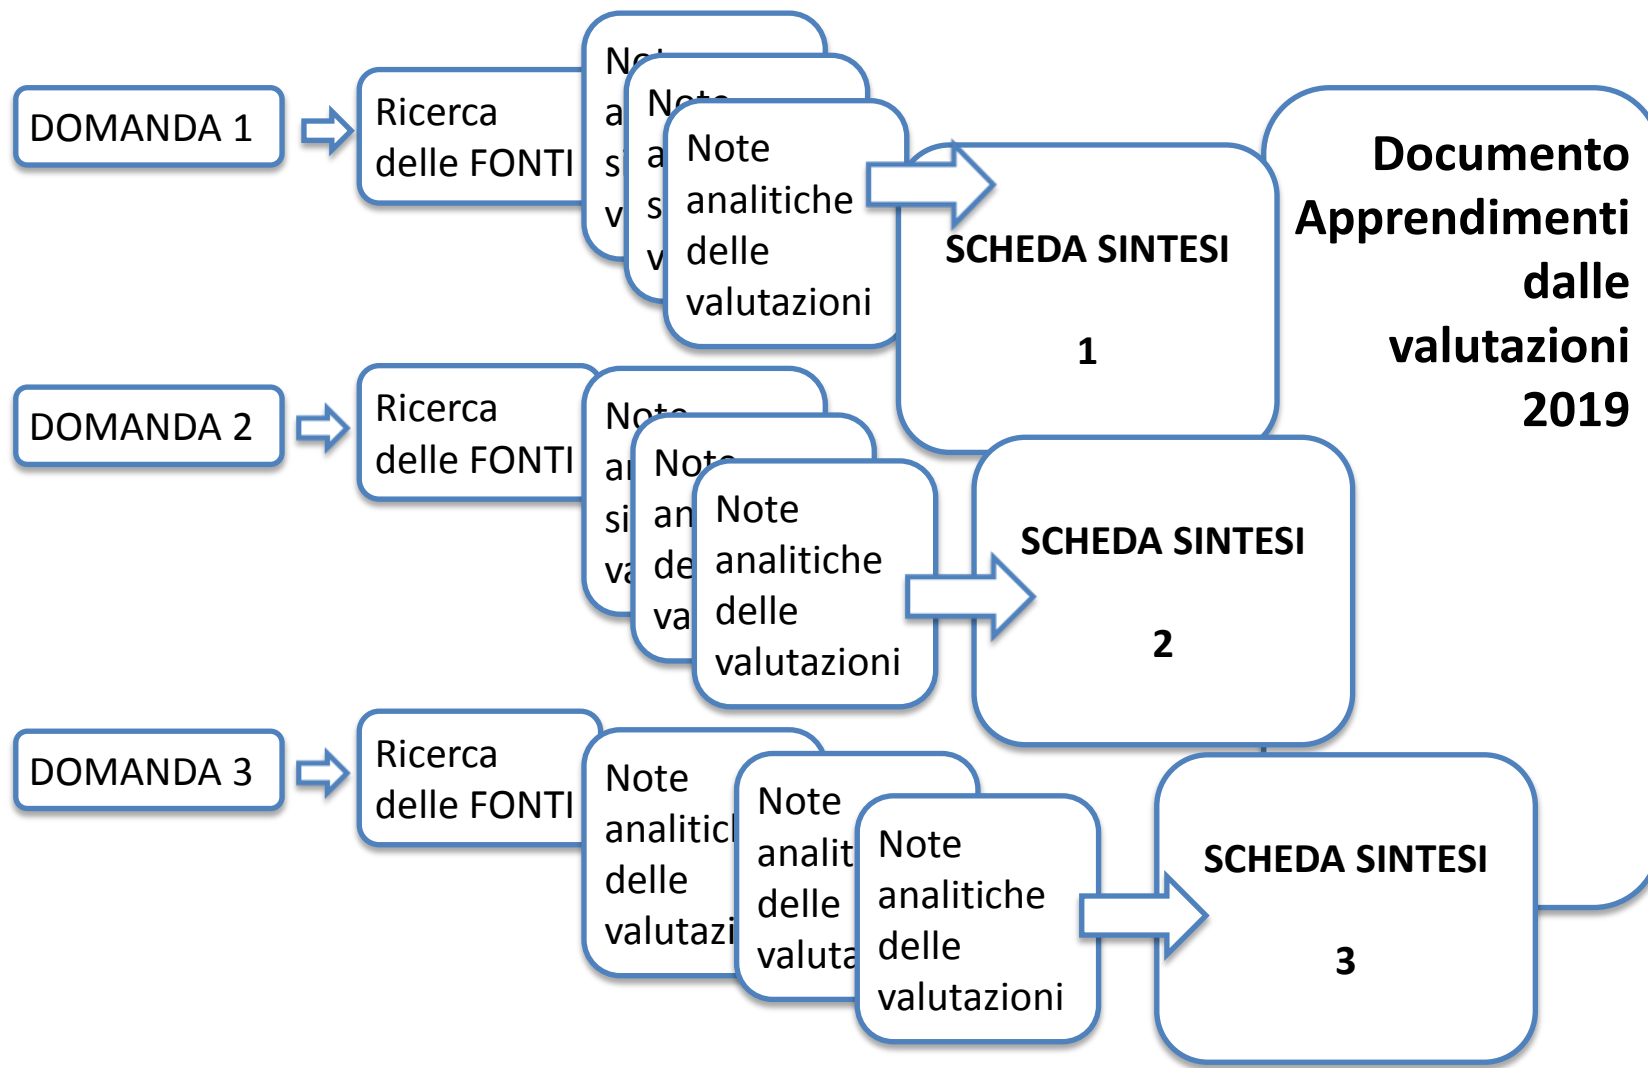 DOMANDA 1
Ricerca
delle FONTI
Note
analitiche
delle
valutazioni
SCHEDA SINTESI
1
Documento
Apprendimenti
dalle
valutazioni
2019
DOMANDA 2
Ricerca
delle FONTI
Note
Note
analitiche
delle
valutazioni
SCHEDA SINTESI
2
DOMANDA 3
Ricerca
delle FONTI
Note
delle
Note
delle
Note
analitiche
delle
valutazioni
SCHEDA SINTESI
3